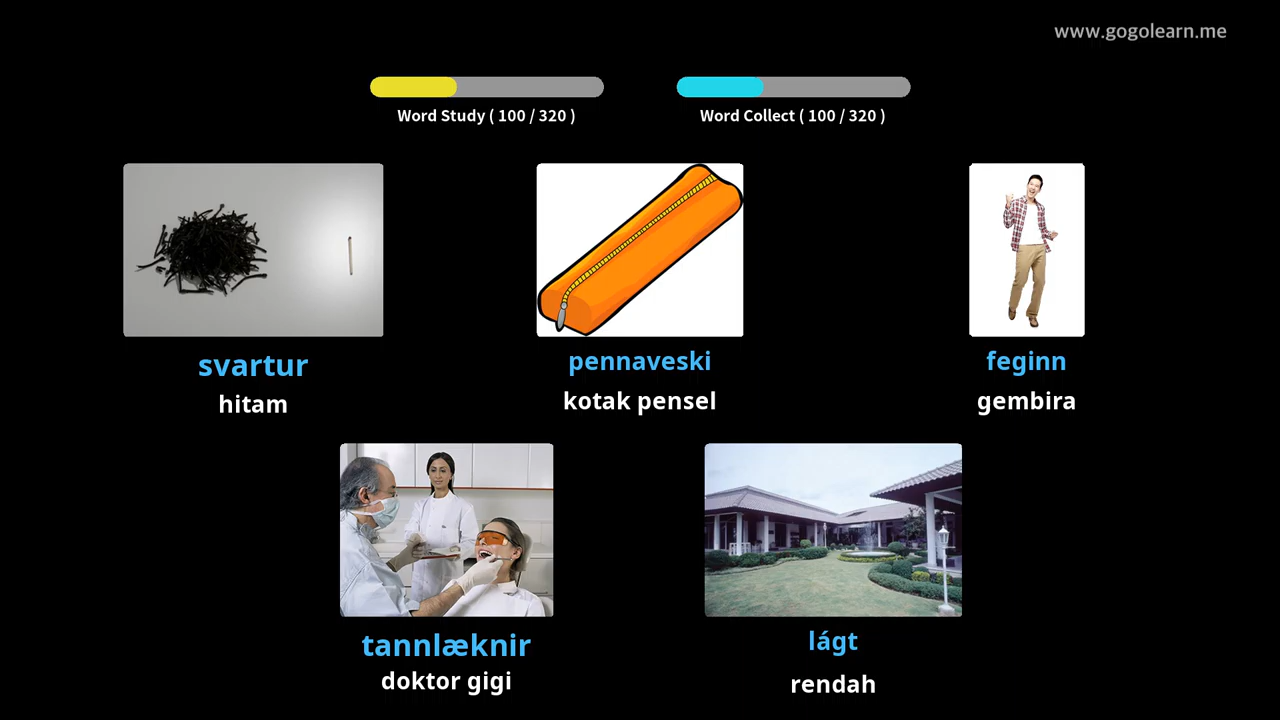 www.gogolearn.me
Word Study ( 100 / 320 )
Word Collect ( 100 / 320 )
svartur
hitam
pennaveski
kotak pensel
feginn
gembira
tannlæknir
doktor gigi
lágt
rendah